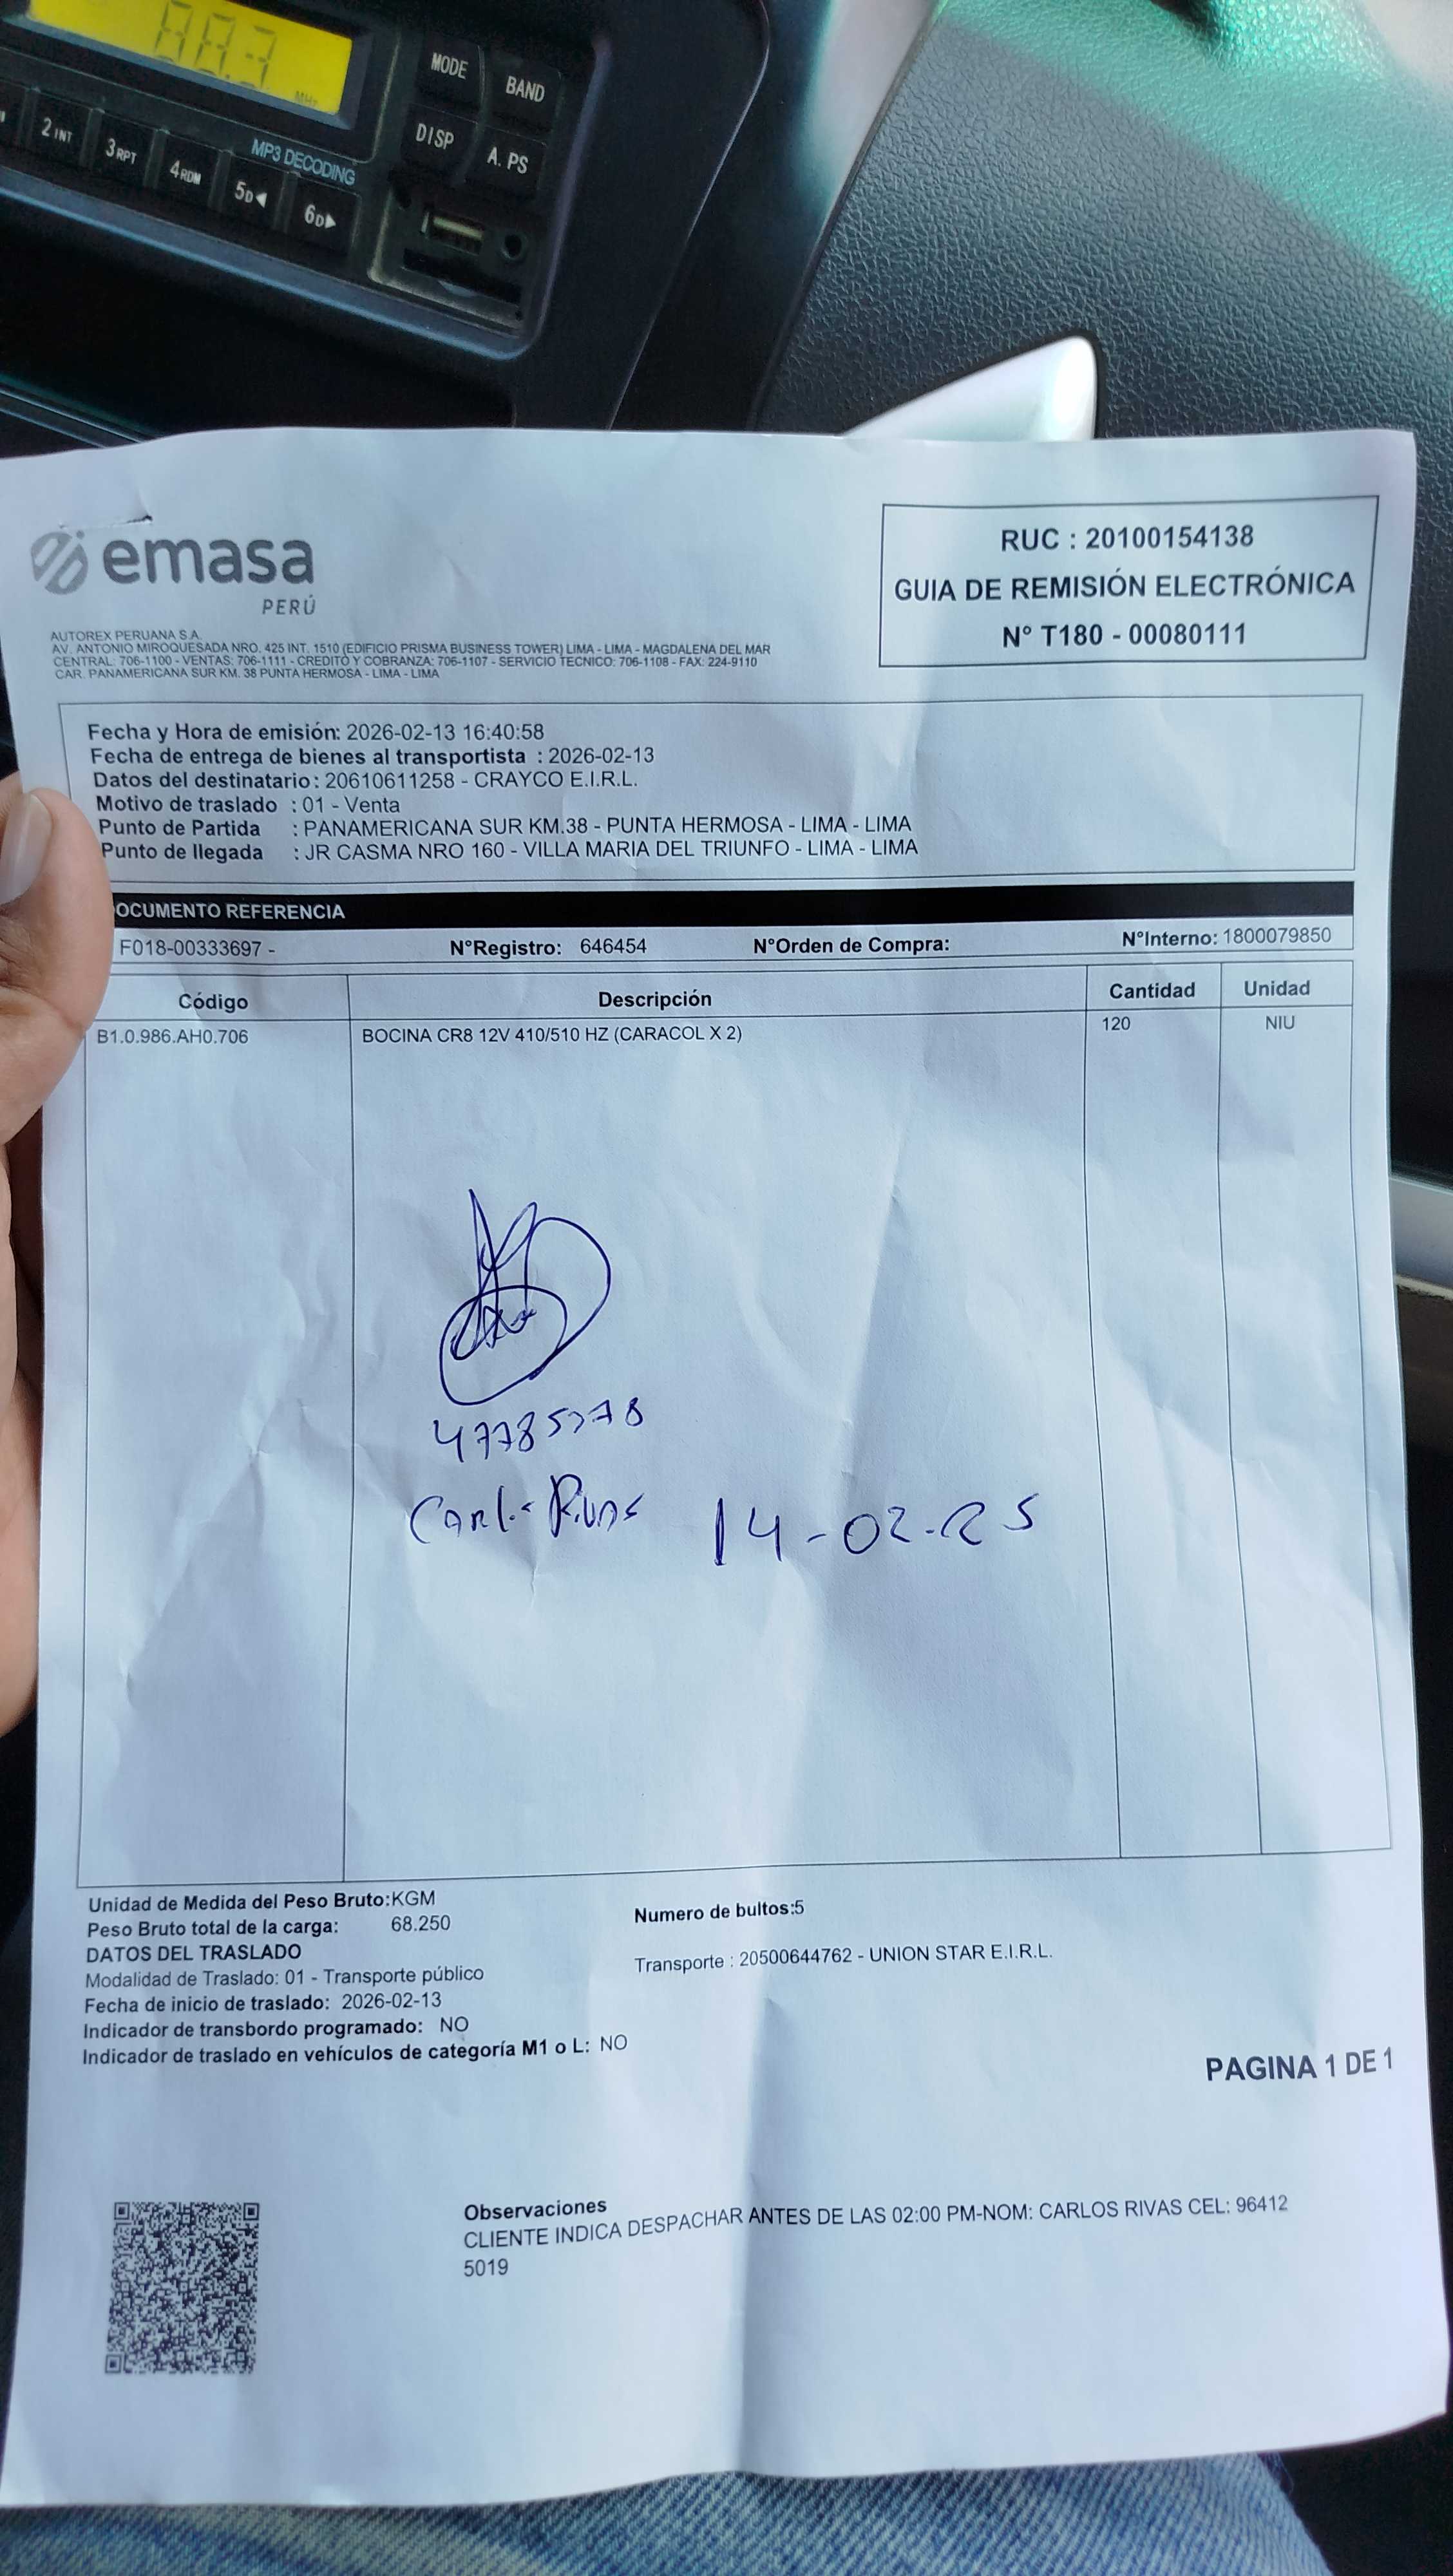 88.3
MHz
MODE
BAND
DISP
A. PS
2 INT
3 RPT
4 RDM
5 D◀
6 D▶
MP3 DECODING
emasa
PERÚ
RUC : 20100154138
GUIA DE REMISIÓN ELECTRÓNICA
N° T180 - 00080111
AUTOREX PERUANA S.A.
AV. ANTONIO MIROQUESADA NRO. 425 INT. 1510 (EDIFICIO PRISMA BUSINESS TOWER) LIMA - LIMA - MAGDALENA DEL MAR
CENTRAL: 706-1100 - VENTAS: 706-1111 - CREDITO Y COBRANZA: 706-1107 - SERVICIO TECNICO: 706-1108 - FAX: 224-9110
CAR. PANAMERICANA SUR KM. 38 PUNTA HERMOSA - LIMA - LIMA
Fecha y Hora de emisión: 2026-02-13 16:40:58
Fecha de entrega de bienes al transportista : 2026-02-13
Datos del destinatario : 20610611258 - CRAYCO E.I.R.L.
Motivo de traslado : 01 - Venta
Punto de Partida : PANAMERICANA SUR KM.38 - PUNTA HERMOSA - LIMA - LIMA
Punto de llegada : JR CASMA NRO 160 - VILLA MARIA DEL TRIUNFO - LIMA - LIMA
OCUMENTO REFERENCIA
F018-00333697 - N°Registro: 646454 N°Orden de Compra: N°Interno: 1800079850
Código Descripción Cantidad Unidad
B1.0.986.AH0.706 BOCINA CR8 12V 410/510 HZ (CARACOL X 2) 120 NIU
Rivas 14-02-25
Unidad de Medida del Peso Bruto:KGM
Peso Bruto total de la carga: 68.250
Numero de bultos:5
DATOS DEL TRASLADO
Modalidad de Traslado: 01 - Transporte público
Transporte : 20500644762 - UNION STAR E.I.R.L.
Fecha de inicio de traslado: 2026-02-13
Indicador de transbordo programado: NO
Indicador de traslado en vehículos de categoría M1 o L: NO
PAGINA 1 DE 1
Observaciones
CLIENTE INDICA DESPACHAR ANTES DE LAS 02:00 PM-NOM: CARLOS RIVAS CEL: 96412
5019